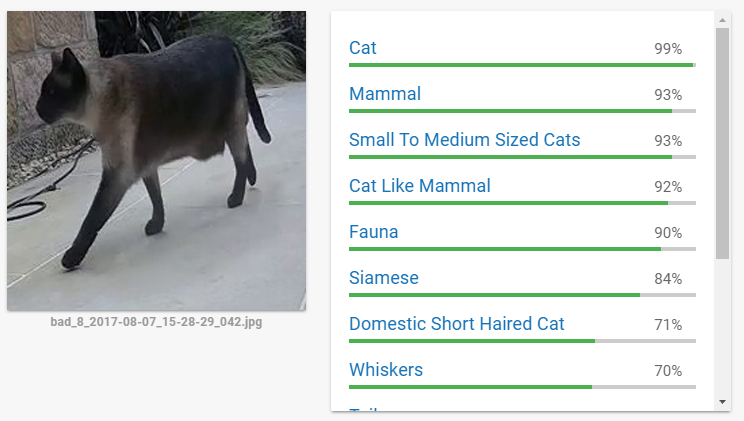 Cat 99%
Mammal 93%
Small To Medium Sized Cats 93%
Cat Like Mammal 92%
Fauna 90%
Siamese 84%
Domestic Short Haired Cat 71%
Whiskers 70%
bad_8_2017-08-07_15-28-29_042.jpg